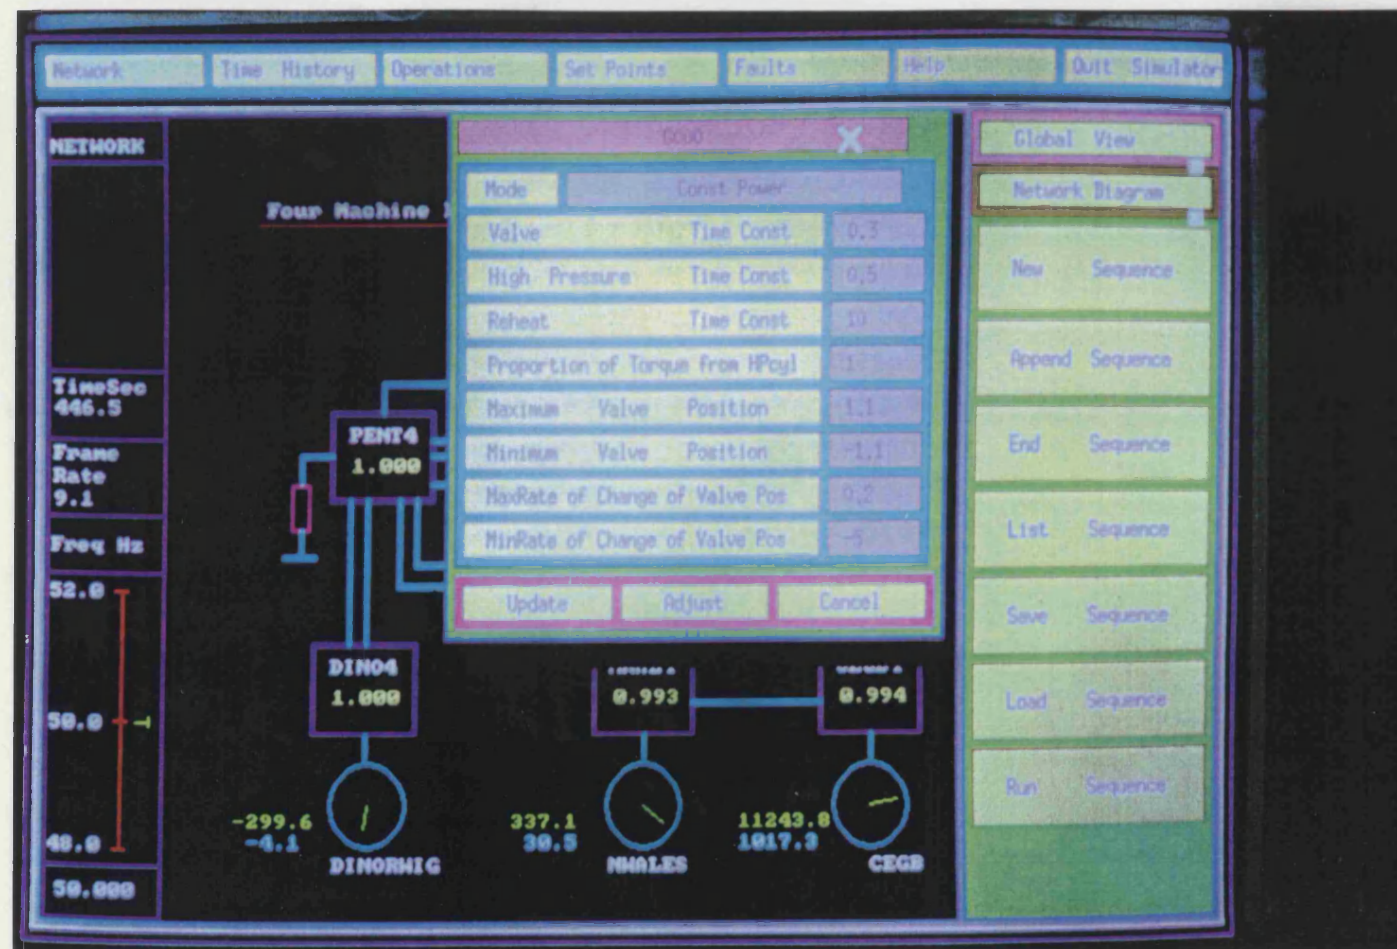 Network Time History Operations Set Points Faults Help Quit Simulator
NETWORK
TimeSec
446.5
Frame
Rate
9.1
Freq Hz
52.0
50.0
48.0
50.000
Four Machine
PENT4
1.000
DINO4
1.000
-299.6
-4.1
DINORWIG
0.993
337.1
30.5
NWALES
0.994
11243.8
1017.3
CEGB
X
Mode Const Power
Valve Time Const 0.3
High Pressure Time Const 0.5
Reheat Time Const 10
Proportion of Torque from HPcyl 1
Maximum Valve Position 1.1
Minimum Valve Position -1.1
MaxRate of Change of Valve Pos 0.2
MinRate of Change of Valve Pos -5
Update Adjust Cancel
Global View
Network Diagram
New Sequence
Append Sequence
End Sequence
List Sequence
Save Sequence
Load Sequence
Run Sequence